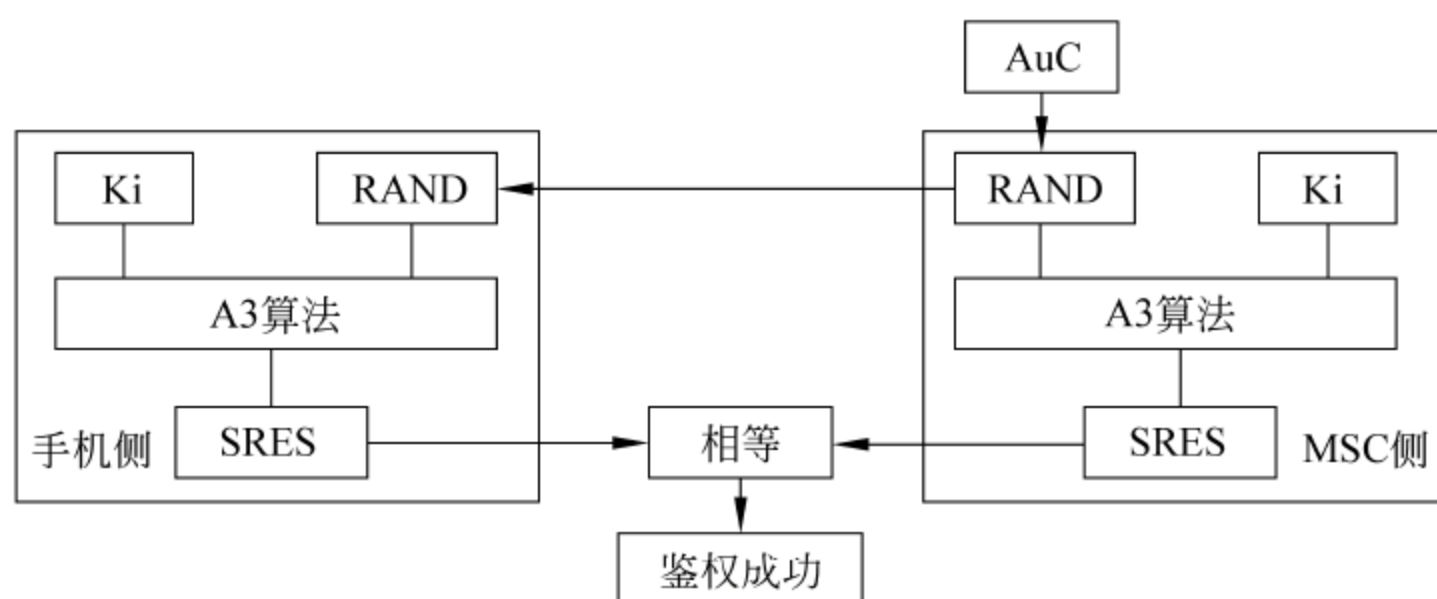 AuC
Ki
RAND
RAND
Ki
A3算法
A3算法
手机侧
SRES
相等
SRES
MSC侧
鉴权成功